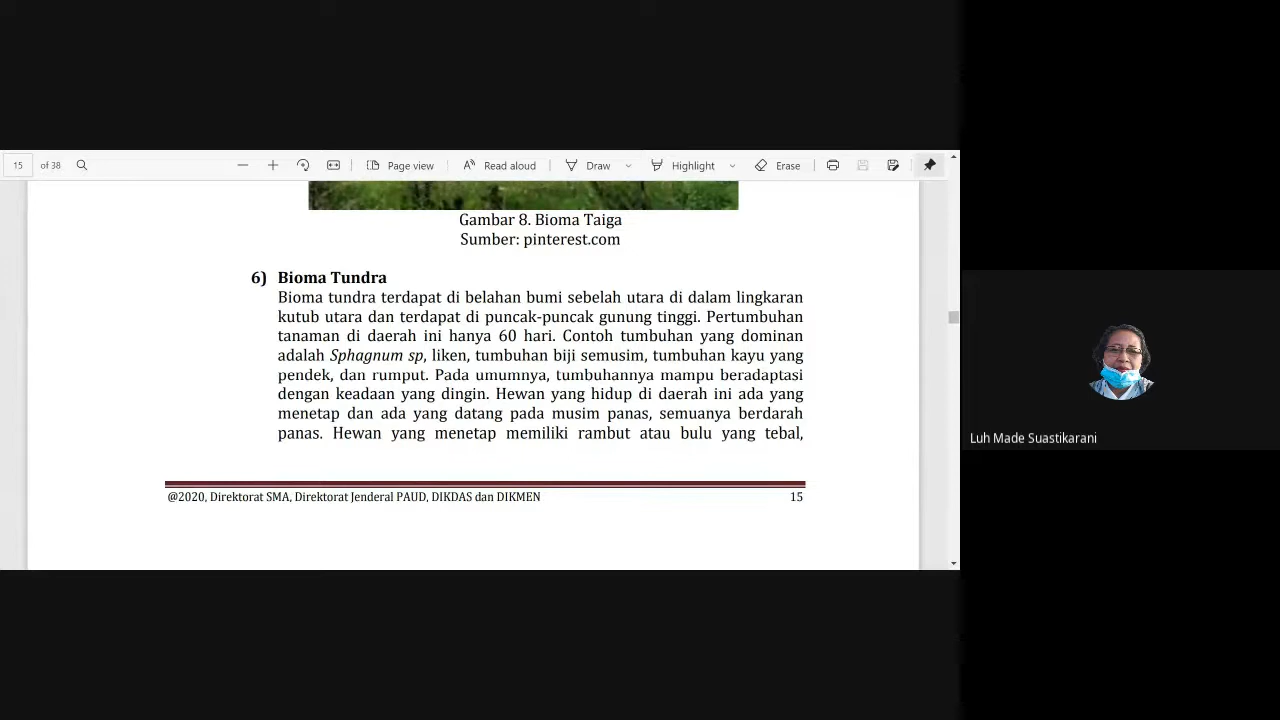 15 of 38 Page view Read aloud Draw Highlight Erase
Gambar 8. Bioma Taiga
Sumber: pinterest.com
6) Bioma Tundra
Bioma tundra terdapat di belahan bumi sebelah utara di dalam lingkaran
kutub utara dan terdapat di puncak-puncak gunung tinggi. Pertumbuhan
tanaman di daerah ini hanya 60 hari. Contoh tumbuhan yang dominan
adalah Sphagnum sp, liken, tumbuhan biji semusim, tumbuhan kayu yang
pendek, dan rumput. Pada umumnya, tumbuhannya mampu beradaptasi
dengan keadaan yang dingin. Hewan yang hidup di daerah ini ada yang
menetap dan ada yang datang pada musim panas, semuanya berdarah
panas. Hewan yang menetap memiliki rambut atau bulu yang tebal,
@2020, Direktorat SMA, Direktorat Jenderal PAUD, DIKDAS dan DIKMEN 15
Luh Made Suastikarani